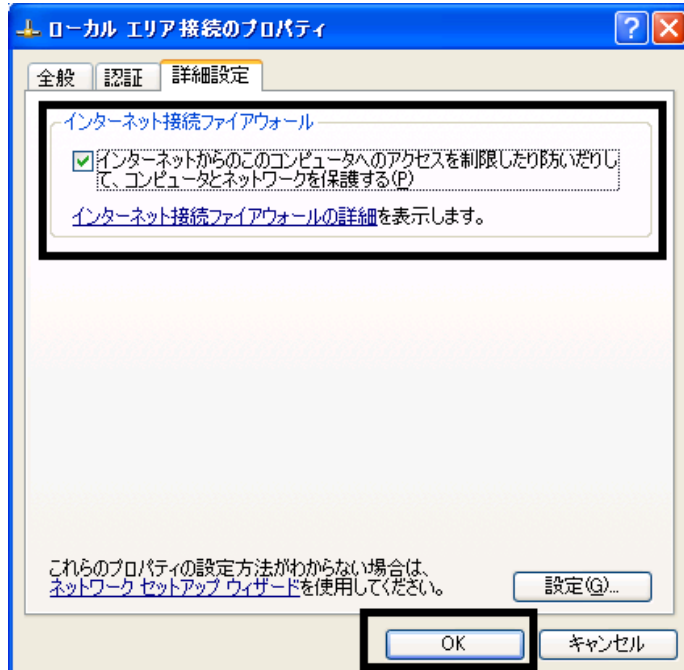 ローカル エリア接続のプロパティ
全般 認証 詳細設定
インターネット接続ファイアウォール
インターネットからのこのコンピュータへのアクセスを制限したり防いだりし
て、コンピュータとネットワークを保護する(P)
インターネット接続ファイアウォールの詳細を表示します。
これらのプロパティの設定方法がわからない場合は、
ネットワーク セットアップ ウィザードを使用してください。
設定(G)...
OK キャンセル